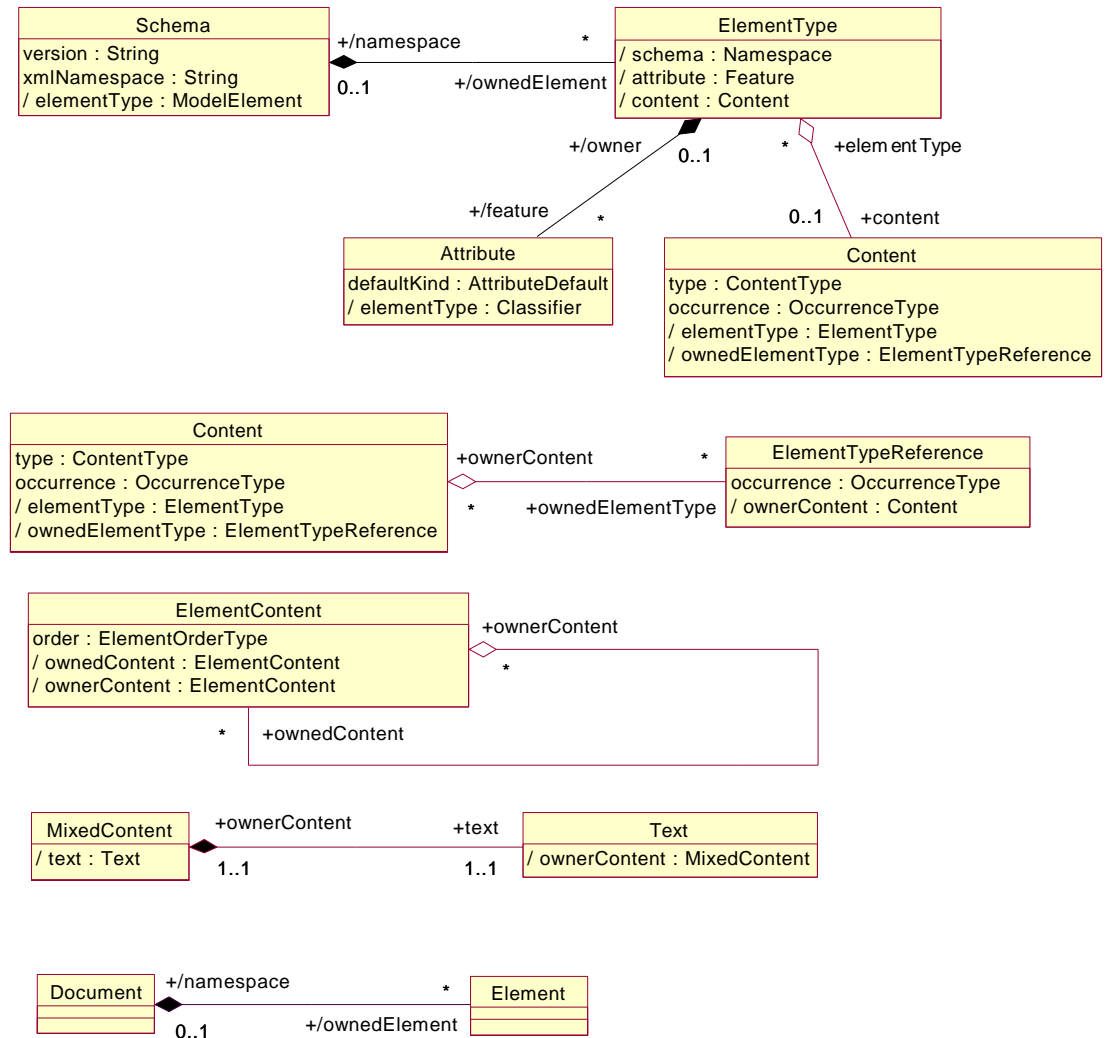 Schema
version : String
xmlNamespace : String
/ elementType : ModelElement
+/namespace
*
0..1
+/ownedElement
ElementType
/ schema : Namespace
/ attribute : Feature
/ content : Content
+/owner
0..1
*
+elementType
+/feature
*
0..1
+content
Attribute
defaultKind : AttributeDefault
/ elementType : Classifier
Content
type : ContentType
occurrence : OccurrenceType
/ elementType : ElementType
/ ownedElementType : ElementTypeReference
Content
type : ContentType
occurrence : OccurrenceType
/ elementType : ElementType
/ ownedElementType : ElementTypeReference
+ownerContent
*
*
+ownedElementType
ElementTypeReference
occurrence : OccurrenceType
/ ownerContent : Content
ElementContent
order : ElementOrderType
/ ownedContent : ElementContent
/ ownerContent : ElementContent
+ownerContent
*
*
+ownedContent
MixedContent
/ text : Text
+ownerContent
+text
1..1
1..1
Text
/ ownerContent : MixedContent
Document
+/namespace
*
0..1
+/ownedElement
Element